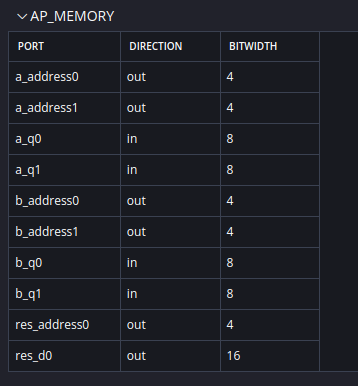 AP_MEMORY
PORT DIRECTION BITWIDTH
a_address0 out 4
a_address1 out 4
a_q0 in 8
a_q1 in 8
b_address0 out 4
b_address1 out 4
b_q0 in 8
b_q1 in 8
res_address0 out 4
res_d0 out 16